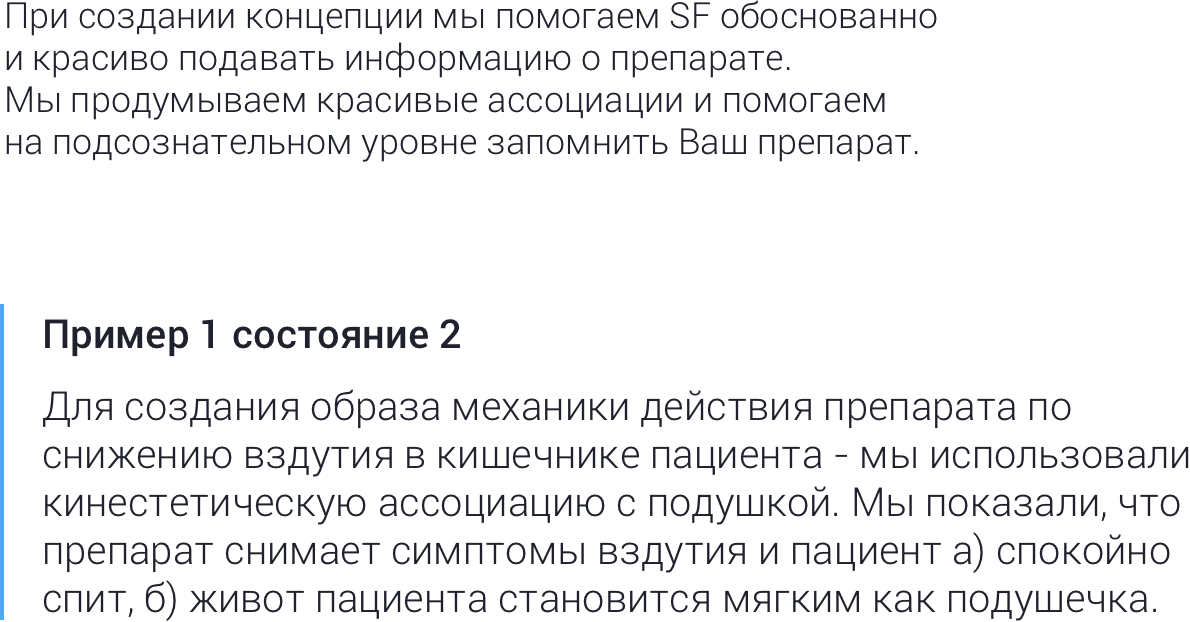 При создании концепции мы помогаем SF обоснованно
и красиво подавать информацию о препарате.
Мы продумываем красивые ассоциации и помогаем
на подсознательном уровне запомнить Ваш препарат.
Пример 1 состояние 2
Для создания образа механики действия препарата по
снижению вздутия в кишечнике пациента - мы использовали
кинестетическую ассоциацию с подушкой. Мы показали, что
препарат снимает симптомы вздутия и пациент а) спокойно
спит, б) живот пациента становится мягким как подушечка.